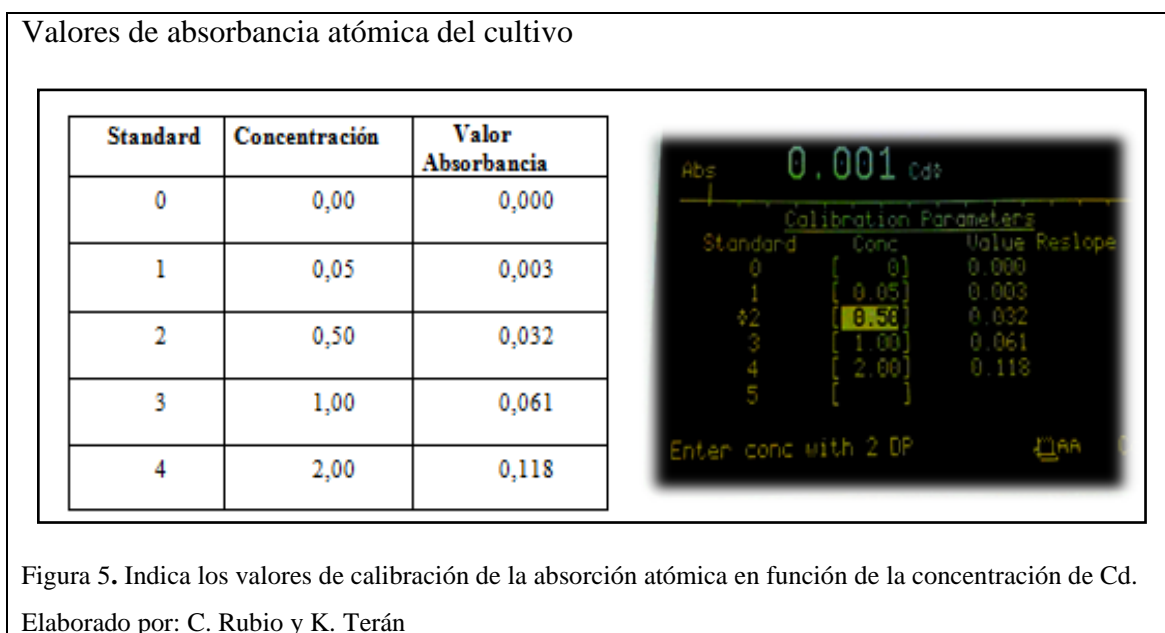 Valores de absorbancia atómica del cultivo
Standard Concentración Valor Absorbancia
0 0,00 0,000
1 0,05 0,003
2 0,50 0,032
3 1,00 0,061
4 2,00 0,118
Abs 0.001 Cd
Calibration Parameters
Standard Conc Value Reslope
0 [ 0] 0.000
1 [ 0.05] 0.003
2 [ 0.50] 0.032
3 [ 1.00] 0.061
4 [ 2.00] 0.118
5 [ ]
Enter conc with 2 DP AA
Figura 5. Indica los valores de calibración de la absorción atómica en función de la concentración de Cd.
Elaborado por: C. Rubio y K. Terán